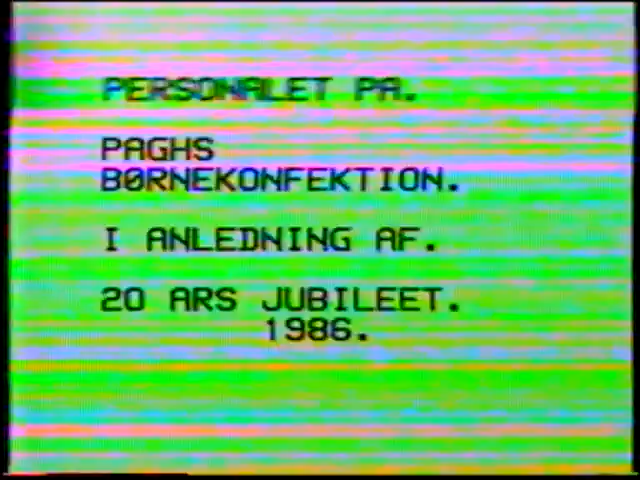 PERSONALET PA.
PAGHS
BØRNEKONFEKTION.
I ANLEDNING AF.
20 ARS JUBILEET.
1986.